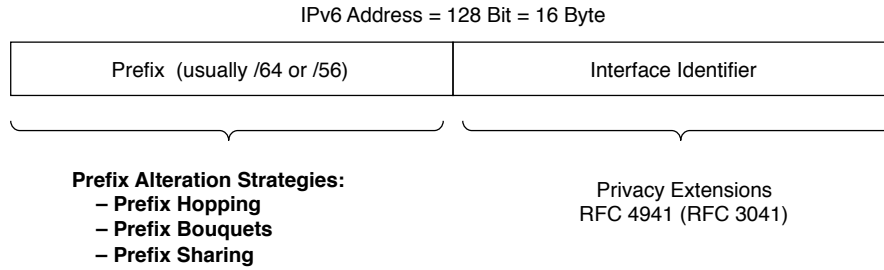 IPv6 Address = 128 Bit = 16 Byte
Prefix (usually /64 or /56)
Interface Identifier
Prefix Alteration Strategies:
– Prefix Hopping
– Prefix Bouquets
– Prefix Sharing
Privacy Extensions
RFC 4941 (RFC 3041)